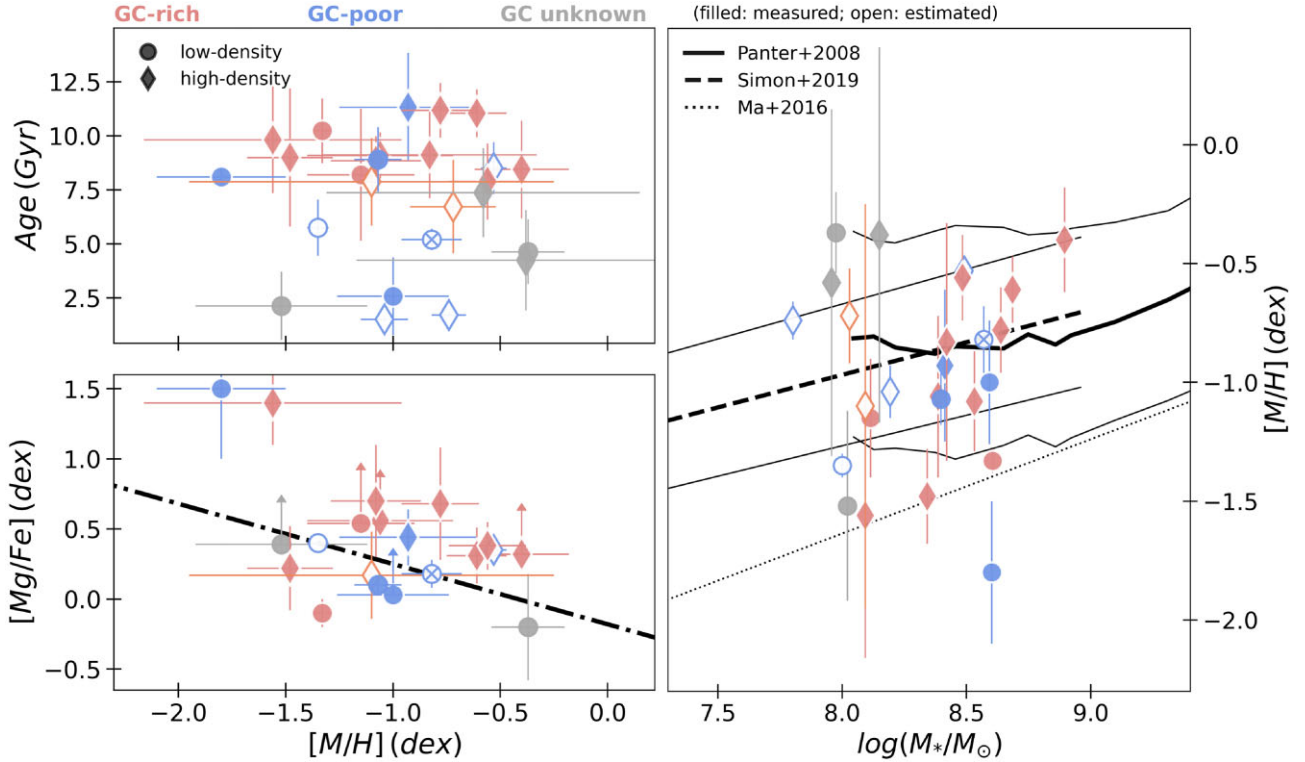 GC-rich GC-poor GC unknown
(filled: measured; open: estimated)
low-density
high-density
Age (Gyr)
12.5
10.0
7.5
5.0
2.5
[Mg/Fe] (dex)
1.5
1.0
0.5
0.0
−0.5
−2.0 −1.5 −1.0 −0.5 0.0
[M/H] (dex)
Panter+2008
Simon+2019
Ma+2016
0.0
−0.5
−1.0
−1.5
−2.0
[M/H] (dex)
7.5 8.0 8.5 9.0
log(M*/M⊙)